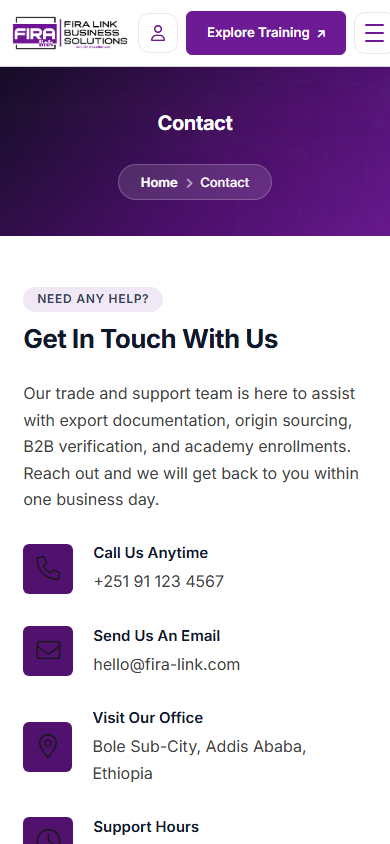 FIRA
link
FIRA LINK
BUSINESS
SOLUTIONS
Explore Training
Contact
Home > Contact
NEED ANY HELP?
Get In Touch With Us
Our trade and support team is here to assist
with export documentation, origin sourcing,
B2B verification, and academy enrollments.
Reach out and we will get back to you within
one business day.
Call Us Anytime
+251 91 123 4567
Send Us An Email
hello@fira-link.com
Visit Our Office
Bole Sub-City, Addis Ababa,
Ethiopia
Support Hours